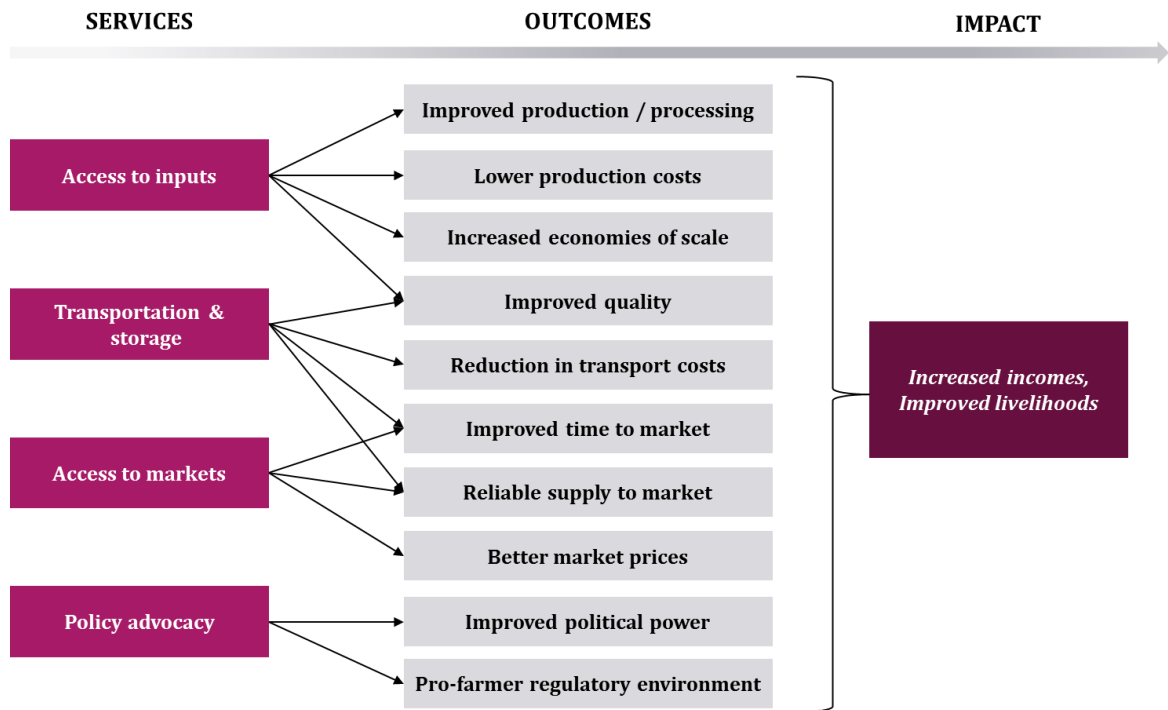 SERVICES
OUTCOMES
IMPACT
Access to inputs
Transportation &
storage
Access to markets
Policy advocacy
Improved production / processing
Lower production costs
Increased economies of scale
Improved quality
Reduction in transport costs
Improved time to market
Reliable supply to market
Better market prices
Improved political power
Pro-farmer regulatory environment
Increased incomes,
Improved livelihoods